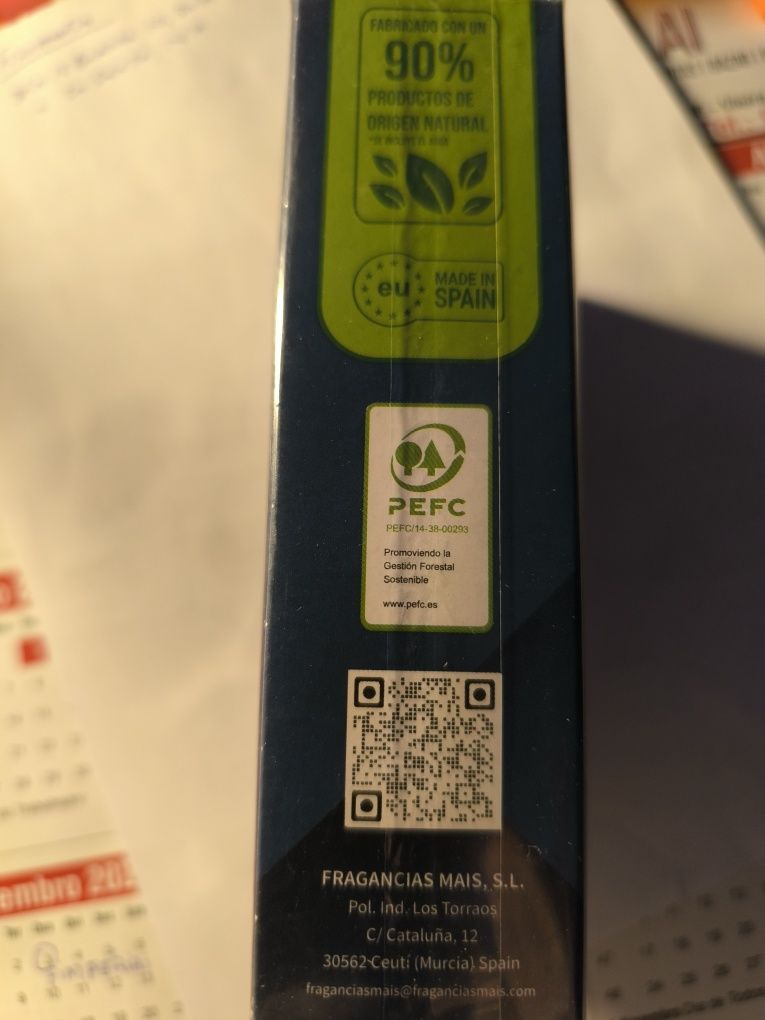 FABRICADO CON UN
90%
PRODUCTOS DE
ORIGEN NATURAL
eu
MADE IN
SPAIN
PEFC
PEFC/14-38-00293
Promoviendo la
Gestión Forestal
Sostenible
www.pefc.es
FRAGANCIAS MAIS, S.L.
Pol. Ind. Los Torraos
C/ Cataluña, 12
30562-Ceutí (Murcia) Spain
fraganciasmais@fraganciasmais.com
AI